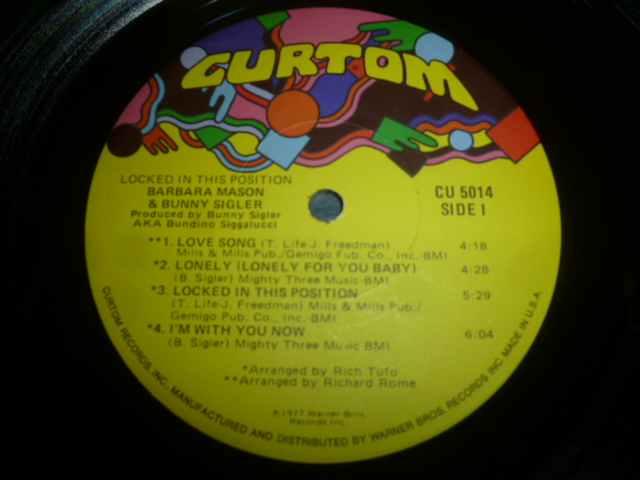 CURTOM
LOCKED IN THIS POSITION
BARBARA MASON
& BUNNY SIGLER
Produced by Bunny Sigler
AKA Bundino Siggalucci
CU 5014
SIDE I
**1. LOVE SONG (T. Life-J. Freedman) 4:18
Mills & Mills Pub./Gemigo Pub. Co., Inc. BMI
*2. LONELY (LONELY FOR YOU BABY) 4:28
(B. Sigler) Mighty Three Music BMI
*3. LOCKED IN THIS POSITION 5:29
(T. Life-J. Freedman) Mills & Mills Pub./
Gemigo Pub. Co., Inc. BMI
*4. I'M WITH YOU NOW 6:04
(B. Sigler) Mighty Three Music BMI
*Arranged by Rich Tufo
**Arranged by Richard Rome
℗1977 Warner Bros.
Records Inc.
CURTOM RECORDS, INC., MANUFACTURED AND DISTRIBUTED BY WARNER BROS. RECORDS INC. MADE IN U.S.A.